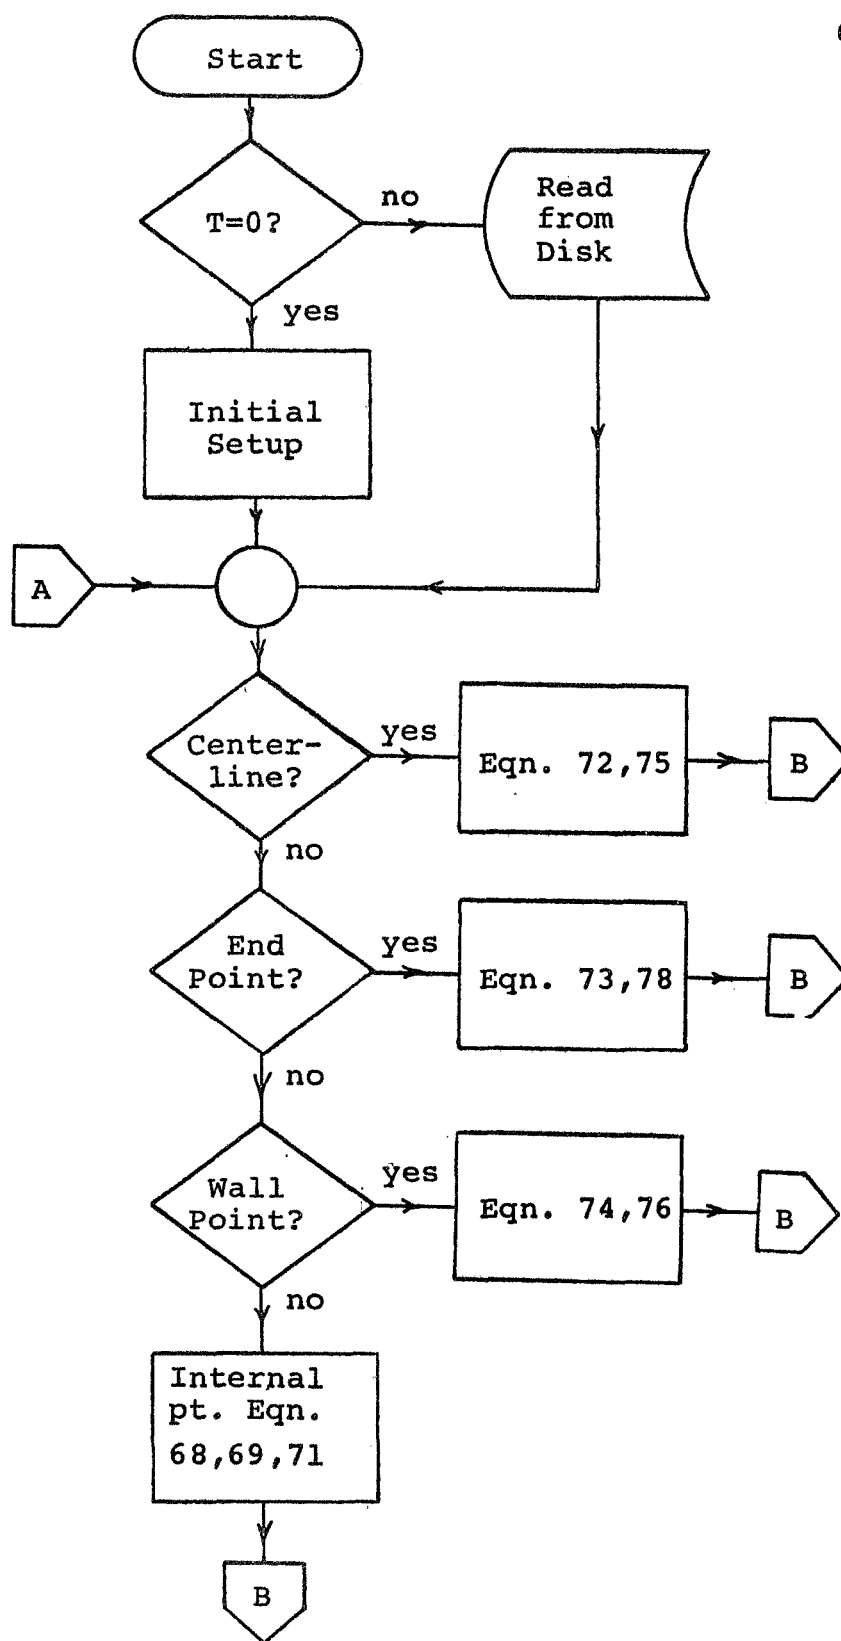 Start
T=0?
no
Read
from
Disk
yes
Initial
Setup
A
Center-
line?
yes
Eqn. 72,75
B
no
End
Point?
yes
Eqn. 73,78
B
no
Wall
Point?
yes
Eqn. 74,76
B
no
Internal
pt. Eqn.
68,69,71
B